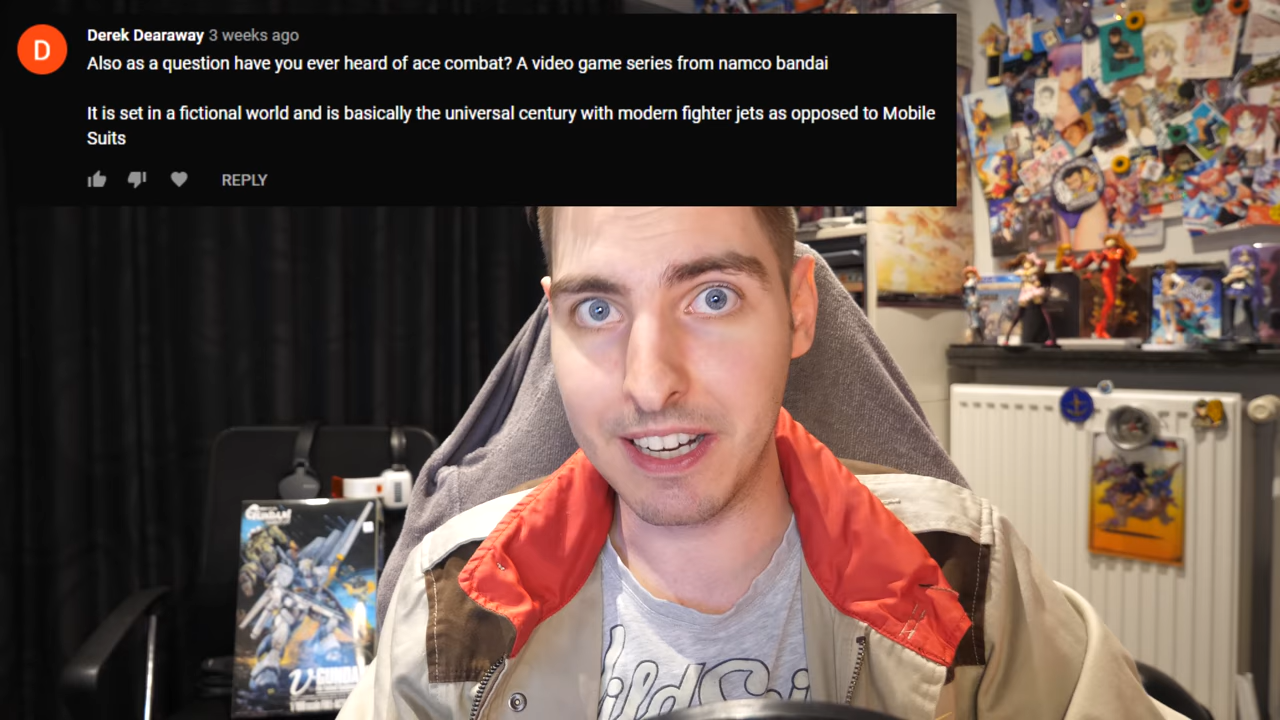 D
Derek Dearaway 3 weeks ago
Also as a question have you ever heard of ace combat? A video game series from namco bandai
It is set in a fictional world and is basically the universal century with modern fighter jets as opposed to Mobile
Suits
REPLY
GUNDAM
ν-GUNDA